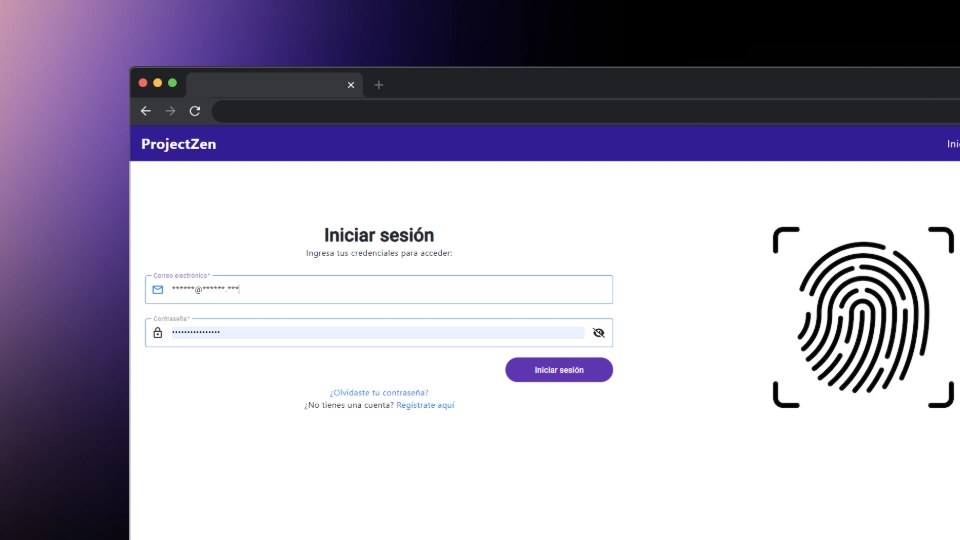 ProjectZen
Ini
Iniciar sesión
Ingresa tus credenciales para acceder:
Correo electrónico*
******@******.***
Contraseña*
••••••••••••••••
Iniciar sesión
¿Olvidaste tu contraseña?
¿No tienes una cuenta? Regístrate aquí